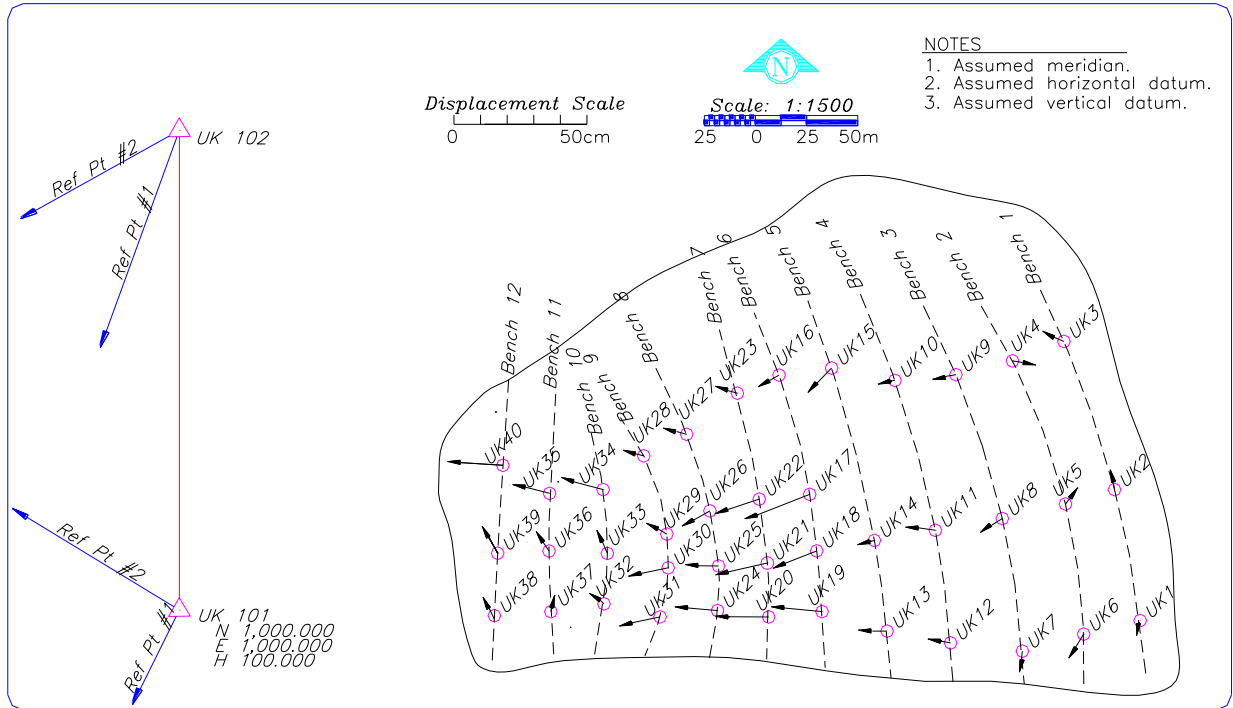 NOTES
1. Assumed meridian.
2. Assumed horizontal datum.
3. Assumed vertical datum.
Displacement Scale
0 50cm
N
Scale: 1:1500
25 0 25 50m
UK 102
Ref Pt #2
Ref Pt #1
Ref Pt #2
Ref Pt #1
UK 101
N 1,000.000
E 1,000.000
H 100.000
Bench 12
Bench 11
Bench 10
Bench 9
Bench 8
Bench 7
Bench 6
Bench 5
Bench 4
Bench 3
Bench 2
Bench 1
UK3
UK4
UK9
UK10
UK15
UK16
UK23
UK27
UK28
UK34
UK35
UK40
UK2
UK5
UK8
UK11
UK14
UK17
UK22
UK26
UK29
UK33
UK36
UK39
UK18
UK21
UK25
UK30
UK1
UK6
UK7
UK12
UK13
UK19
UK20
UK24
UK31
UK32
UK37
UK38